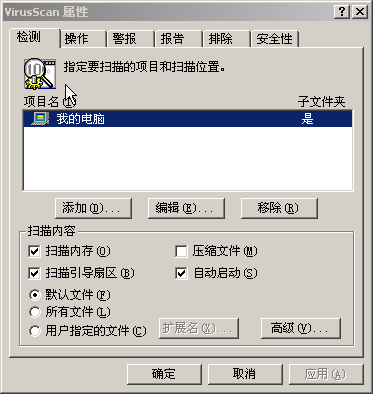 VirusScan 属性
检测 操作 警报 报告 排除 安全性
指定要扫描的项目和扫描位置。
项目名(I) 子文件夹
我的电脑 是
添加(D)... 编辑(E)... 移除(R)
扫描内容
扫描内存(O) 压缩文件(M)
扫描引导扇区(B) 自动启动(S)
默认文件(F)
所有文件(L)
用户指定的文件(C) 扩展名(X)... 高级(V)...
确定 取消 应用(A)